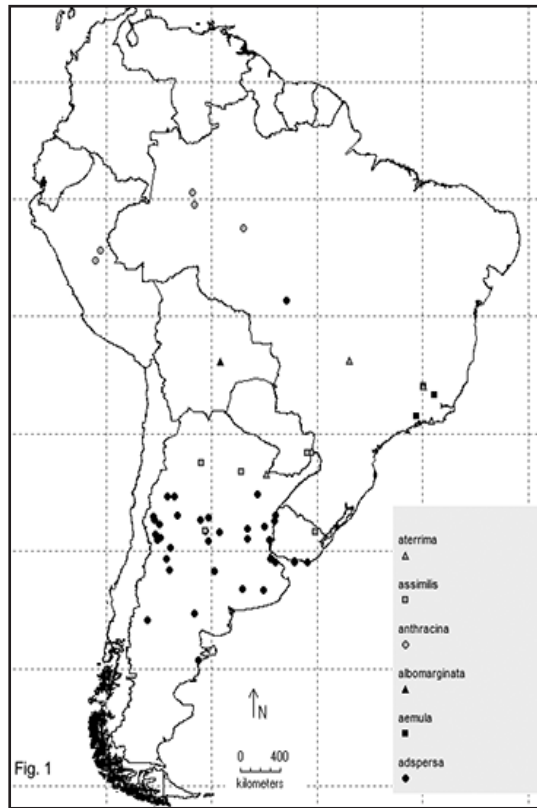 aterrima
assimilis
anthracina
albomarginata
aemula
adspersa
N
0 400
kilometers
Fig. 1